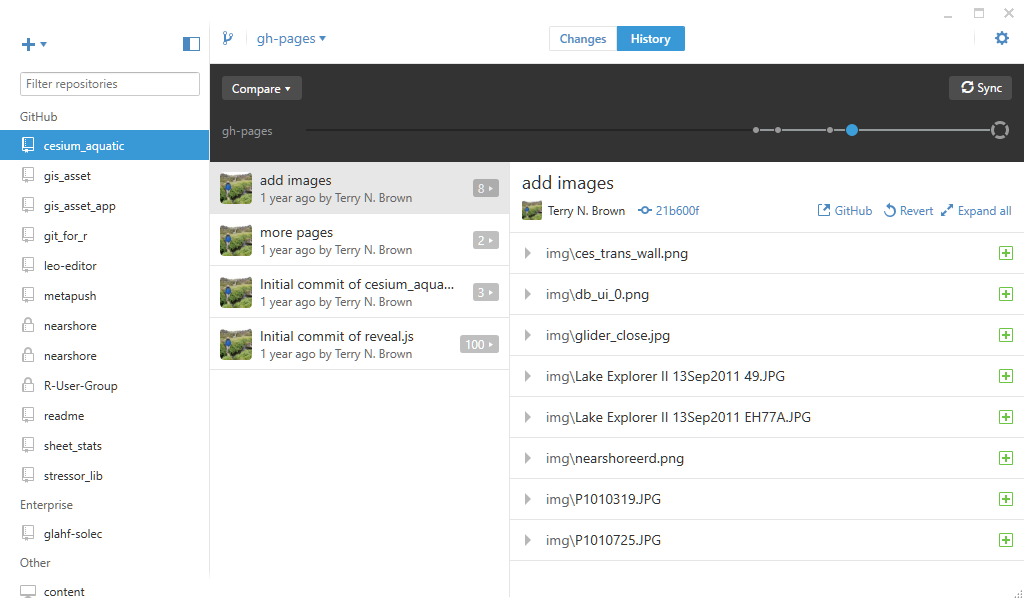 gh-pages
Changes
History
Filter repositories
GitHub
cesium_aquatic
gis_asset
gis_asset_app
git_for_r
leo-editor
metapush
nearshore
nearshore
R-User-Group
readme
sheet_stats
stressor_lib
Enterprise
glahf-solec
Other
content
Compare
Sync
gh-pages
add images
1 year ago by Terry N. Brown
8
more pages
1 year ago by Terry N. Brown
2
Initial commit of cesium_aqua...
1 year ago by Terry N. Brown
3
Initial commit of reveal.js
1 year ago by Terry N. Brown
100
add images
Terry N. Brown 21b600f GitHub Revert Expand all
img\ces_trans_wall.png
img\db_ui_0.png
img\glider_close.jpg
img\Lake Explorer II 13Sep2011 49.JPG
img\Lake Explorer II 13Sep2011 EH77A.JPG
img\nearshoreerd.png
img\P1010319.JPG
img\P1010725.JPG